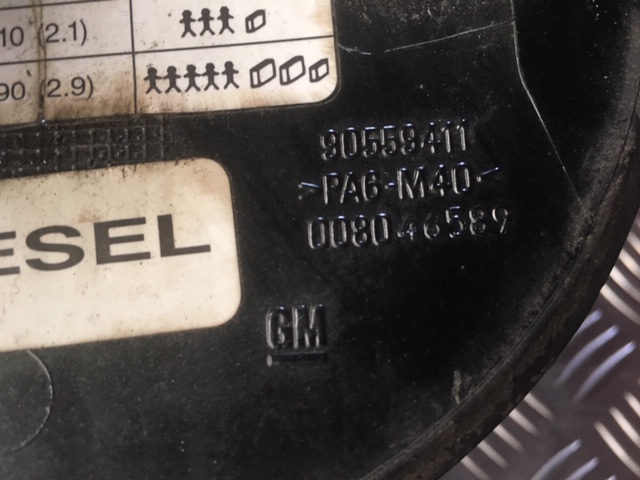 10 (2.1)
90 (2.9)
90559411
>PA6-M40<
008046589
ESEL
GM